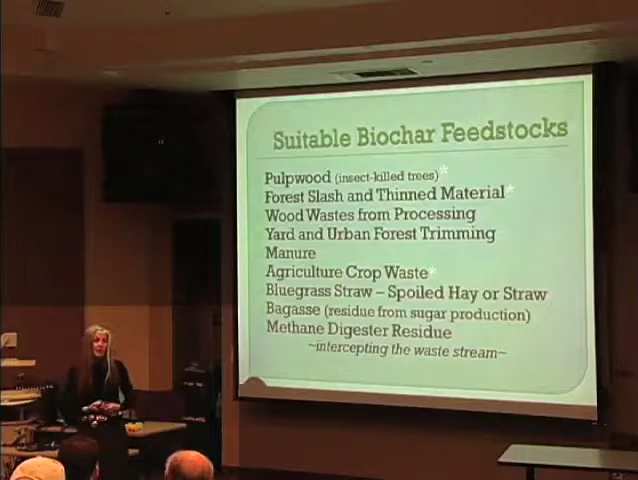 Suitable Biochar Feedstocks
Pulpwood (insect-killed trees)*
Forest Slash and Thinned Material*
Wood Wastes from Processing
Yard and Urban Forest Trimming
Manure
Agriculture Crop Waste*
Bluegrass Straw – Spoiled Hay or Straw
Bagasse (residue from sugar production)
Methane Digester Residue
~intercepting the waste stream~